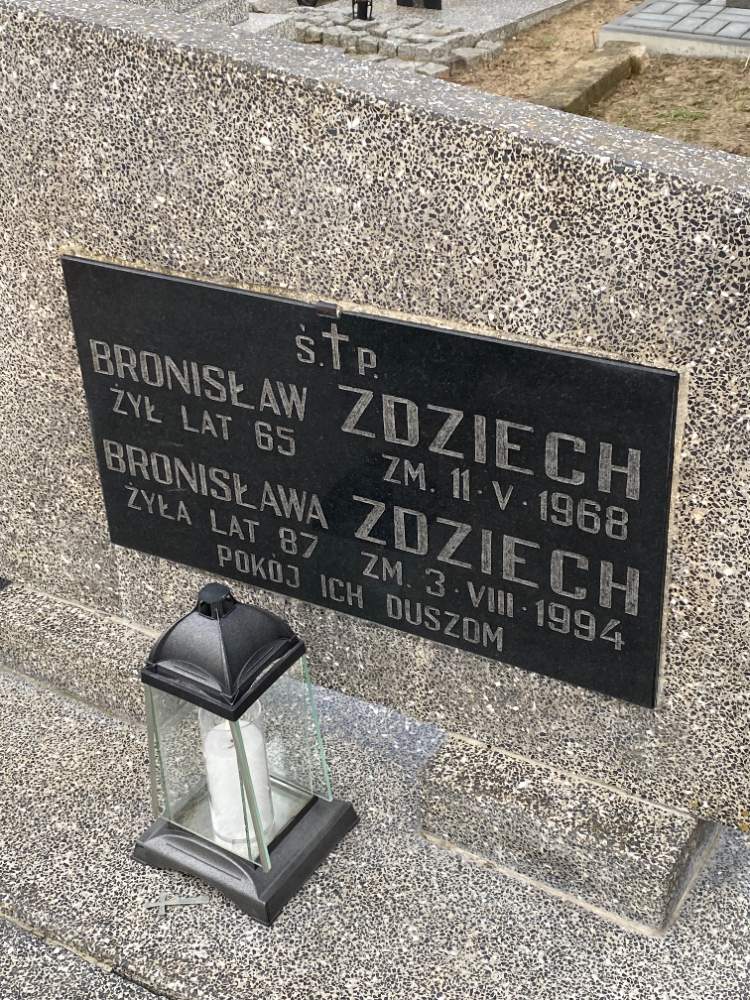 Ś.†P.
BRONISŁAW ZDZIECH
ŻYŁ LAT 65 ZM. 11·V·1968
BRONISŁAWA ZDZIECH
ŻYŁA LAT 87 ZM. 3·VIII·1994
POKÓJ ICH DUSZOM